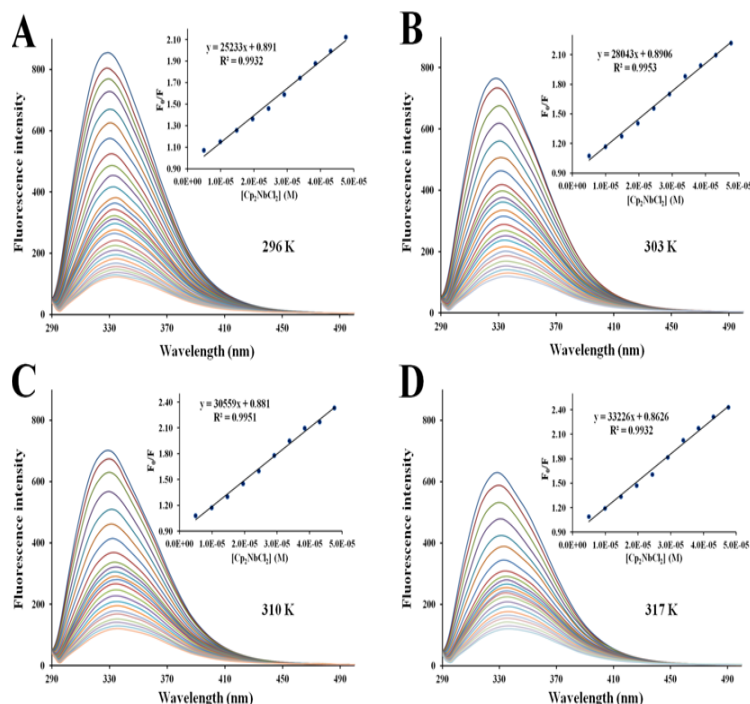 A
y = 25233x + 0.891
R² = 0.9932
F₀/F
2.10
1.90
1.70
1.50
1.30
1.10
0.90
0.0E+00 1.0E-05 2.0E-05 3.0E-05 4.0E-05 5.0E-05
[Cp₂NbCl₂] (M)
Fluorescence intensity
800
600
400
200
0
296 K
290 330 370 410 450 490
Wavelength (nm)
B
y = 28043x + 0.8906
R² = 0.9953
F₀/F
2.10
1.80
1.50
1.20
0.90
0.0E+00 1.0E-05 2.0E-05 3.0E-05 4.0E-05 5.0E-05
[Cp₂NbCl₂] (M)
Fluorescence intensity
800
600
400
200
0
303 K
290 330 370 410 450 490
Wavelength (nm)
C
y = 30559x + 0.881
R² = 0.9951
F₀/F
2.40
2.10
1.80
1.50
1.20
0.90
0.0E+00 1.0E-05 2.0E-05 3.0E-05 4.0E-05 5.0E-05
[Cp₂NbCl₂] (M)
Fluorescence intensity
800
600
400
200
0
310 K
290 330 370 410 450 490
Wavelength (nm)
D
y = 33226x + 0.8626
R² = 0.9932
F₀/F
2.40
2.10
1.80
1.50
1.20
0.90
0.0E+00 1.0E-05 2.0E-05 3.0E-05 4.0E-05 5.0E-05
[Cp₂NbCl₂] (M)
Fluorescence intensity
800
600
400
200
0
317 K
290 330 370 410 450 490
Wavelength (nm)